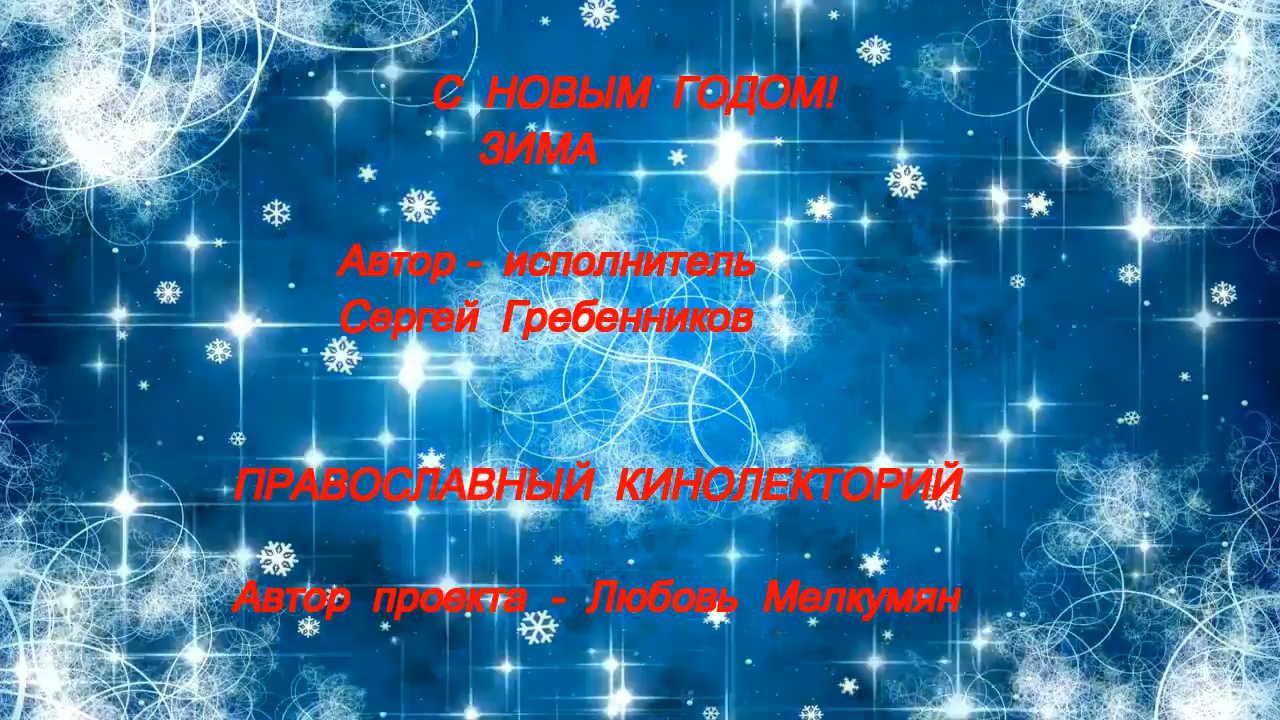 С НОВЫМ ГОДОМ!
ЗИМА
Автор - исполнитель
Сергей Гребенников
ПРАВОСЛАВНЫЙ КИНОЛЕКТОРИЙ
Автор проекта - Любовь Мелкумян